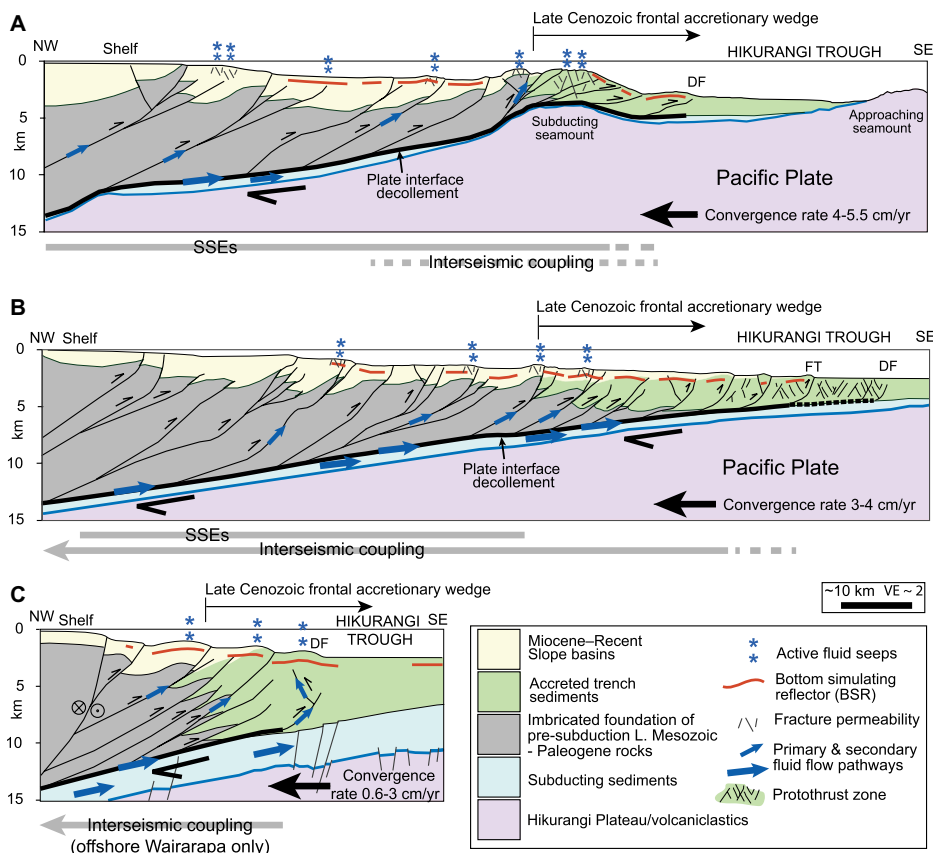 A
Late Cenozoic frontal accretionary wedge
NW
Shelf
HIKURANGI TROUGH
SE
0
5
10
15
km
DF
Subducting
seamount
Approaching
seamount
Plate interface
decollement
Pacific Plate
Convergence rate 4-5.5 cm/yr
SSEs
Interseismic coupling
B
Late Cenozoic frontal accretionary wedge
NW
Shelf
HIKURANGI TROUGH
SE
0
5
10
15
km
FT
DF
Plate interface
decollement
Pacific Plate
Convergence rate 3-4 cm/yr
SSEs
Interseismic coupling
C
Late Cenozoic frontal accretionary wedge
NW
Shelf
HIKURANGI
TROUGH
SE
0
5
10
15
km
DF
Convergence
rate 0.6-3 cm/yr
Interseismic coupling
(offshore Wairarapa only)
~10 km VE ~ 2
Miocene–Recent
Slope basins
Accreted trench
sediments
Imbricated foundation of
pre-subduction L. Mesozoic
- Paleogene rocks
Subducting sediments
Hikurangi Plateau/volcaniclastics
Active fluid seeps
Bottom simulating
reflector (BSR)
Fracture permeability
Primary & secondary
fluid flow pathways
Protothrust zone